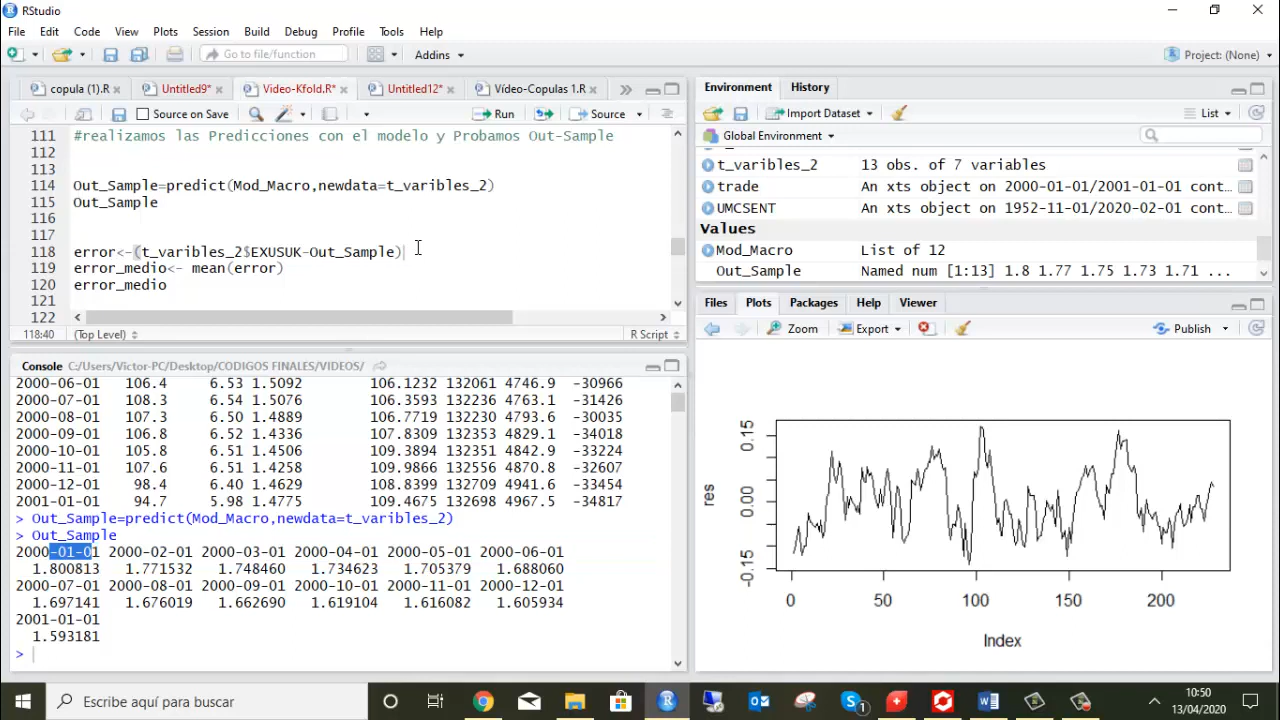 RStudio
File Edit Code View Plots Session Build Debug Profile Tools Help
Go to file/function Addins Project: (None)
copula (1).R Untitled9* Video-Kfold.R* Untitled12* Vídeo-Copulas 1.R
Source on Save Run Source
111 #realizamos las Predicciones con el modelo y Probamos Out-Sample
112
113
114 Out_Sample=predict(Mod_Macro,newdata=t_varibles_2)
115 Out_Sample
116
117
118 error<-(t_varibles_2$EXUSUK-Out_Sample)
119 error_medio<- mean(error)
120 error_medio
121
122
118:40 (Top Level) R Script
Console C:/Users/Victor-PC/Desktop/CODIGOS FINALES/VIDEOS/
2000-06-01 106.4 6.53 1.5092 106.1232 132061 4746.9 -30966
2000-07-01 108.3 6.54 1.5076 106.3593 132236 4763.1 -31426
2000-08-01 107.3 6.50 1.4889 106.7719 132230 4793.6 -30035
2000-09-01 106.8 6.52 1.4336 107.8309 132353 4829.1 -34018
2000-10-01 105.8 6.51 1.4506 109.3894 132351 4842.9 -33224
2000-11-01 107.6 6.51 1.4258 109.9866 132556 4870.8 -32607
2000-12-01 98.4 6.40 1.4629 108.8399 132709 4941.6 -33454
2001-01-01 94.7 5.98 1.4775 109.4675 132698 4967.5 -34817
> Out_Sample=predict(Mod_Macro,newdata=t_varibles_2)
> Out_Sample
2000-01-01 2000-02-01 2000-03-01 2000-04-01 2000-05-01 2000-06-01
1.800813 1.771532 1.748460 1.734623 1.705379 1.688060
2000-07-01 2000-08-01 2000-09-01 2000-10-01 2000-11-01 2000-12-01
1.697141 1.676019 1.662690 1.619104 1.616082 1.605934
2001-01-01
1.593181
>
Environment History
Import Dataset List
Global Environment
t_varibles_2 13 obs. of 7 variables
trade An xts object on 2000-01-01/2001-01-01 cont…
UMCSENT An xts object on 1952-11-01/2020-02-01 cont…
Values
Mod_Macro List of 12
Out_Sample Named num [1:13] 1.8 1.77 1.75 1.73 1.71 ...
Files Plots Packages Help Viewer
Zoom Export Publish
0.15
0.00
-0.15
res
0 50 100 150 200
Index
Escribe aquí para buscar
1
10:50
13/04/2020